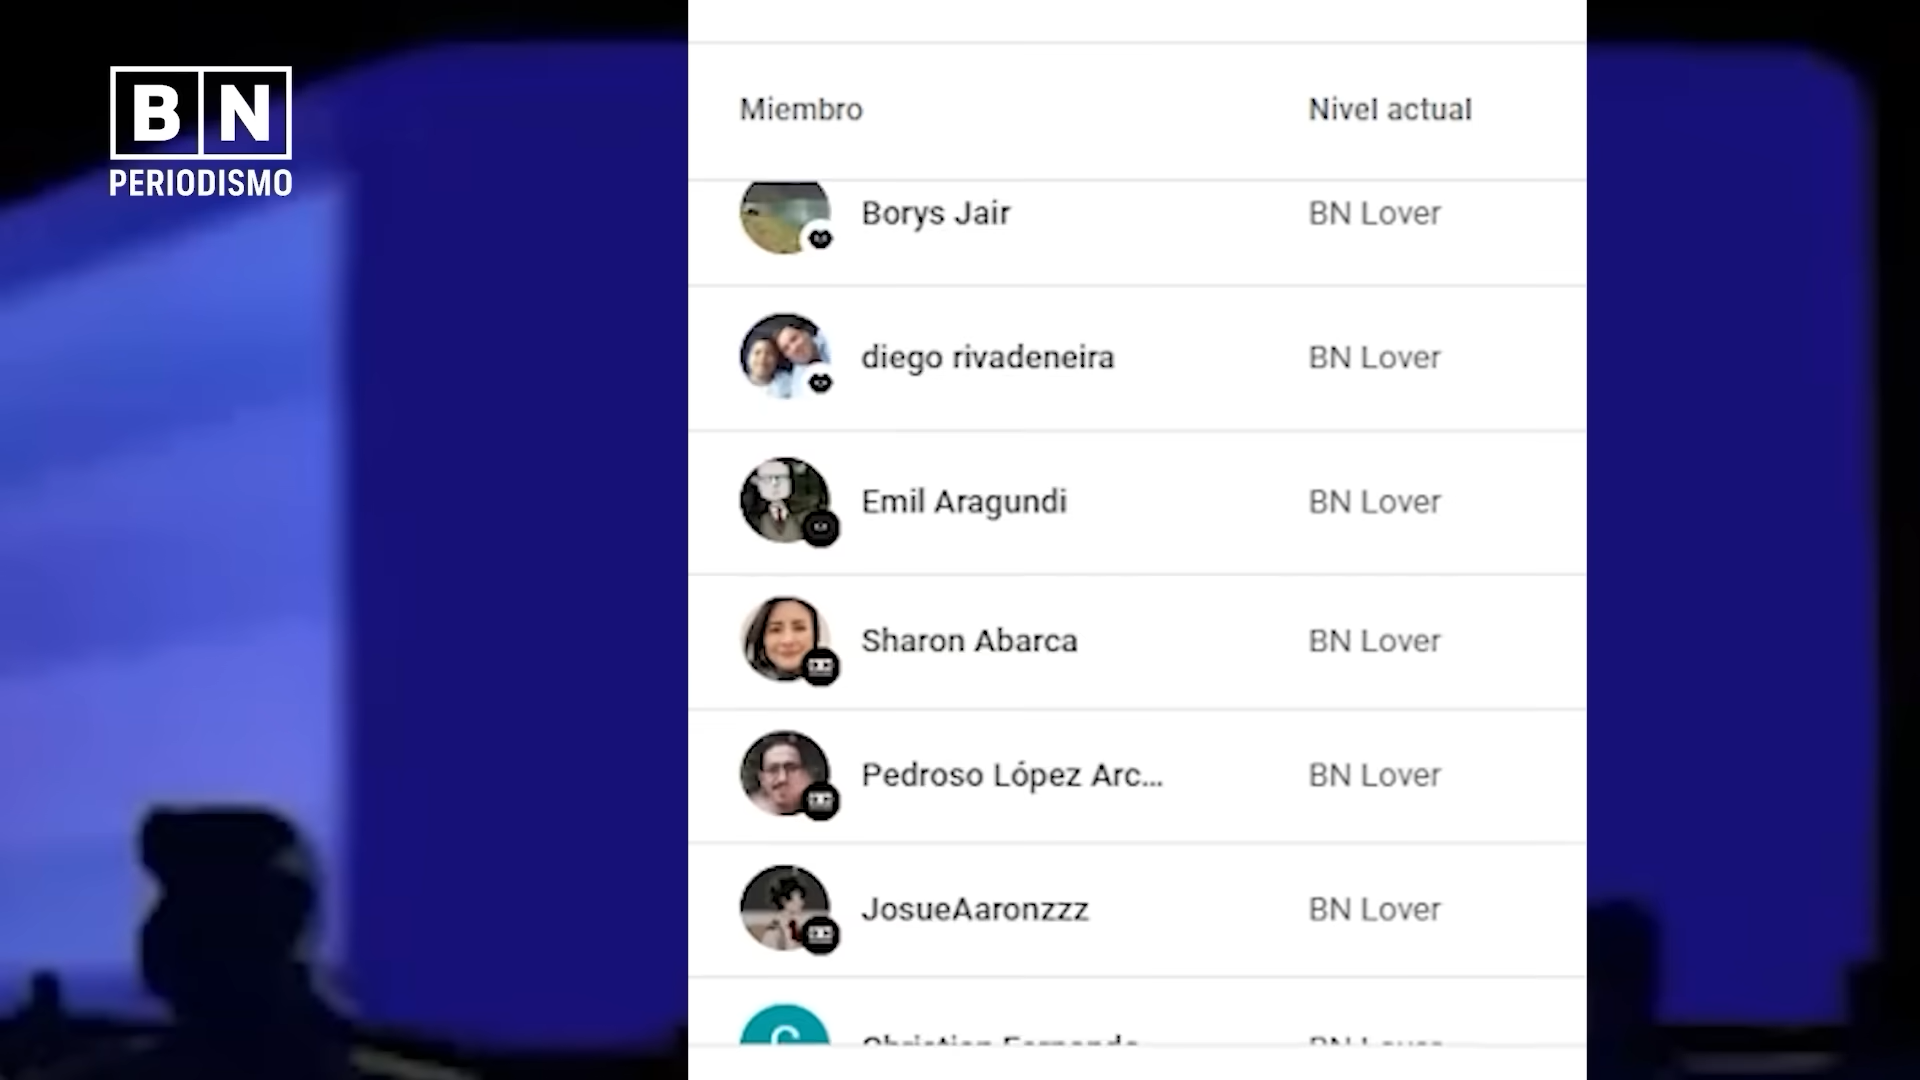 BN
PERIODISMO
Miembro Nivel actual
Borys Jair BN Lover
diego rivadeneira BN Lover
Emil Aragundi BN Lover
Sharon Abarca BN Lover
Pedroso López Arc... BN Lover
JosueAaronzzz BN Lover